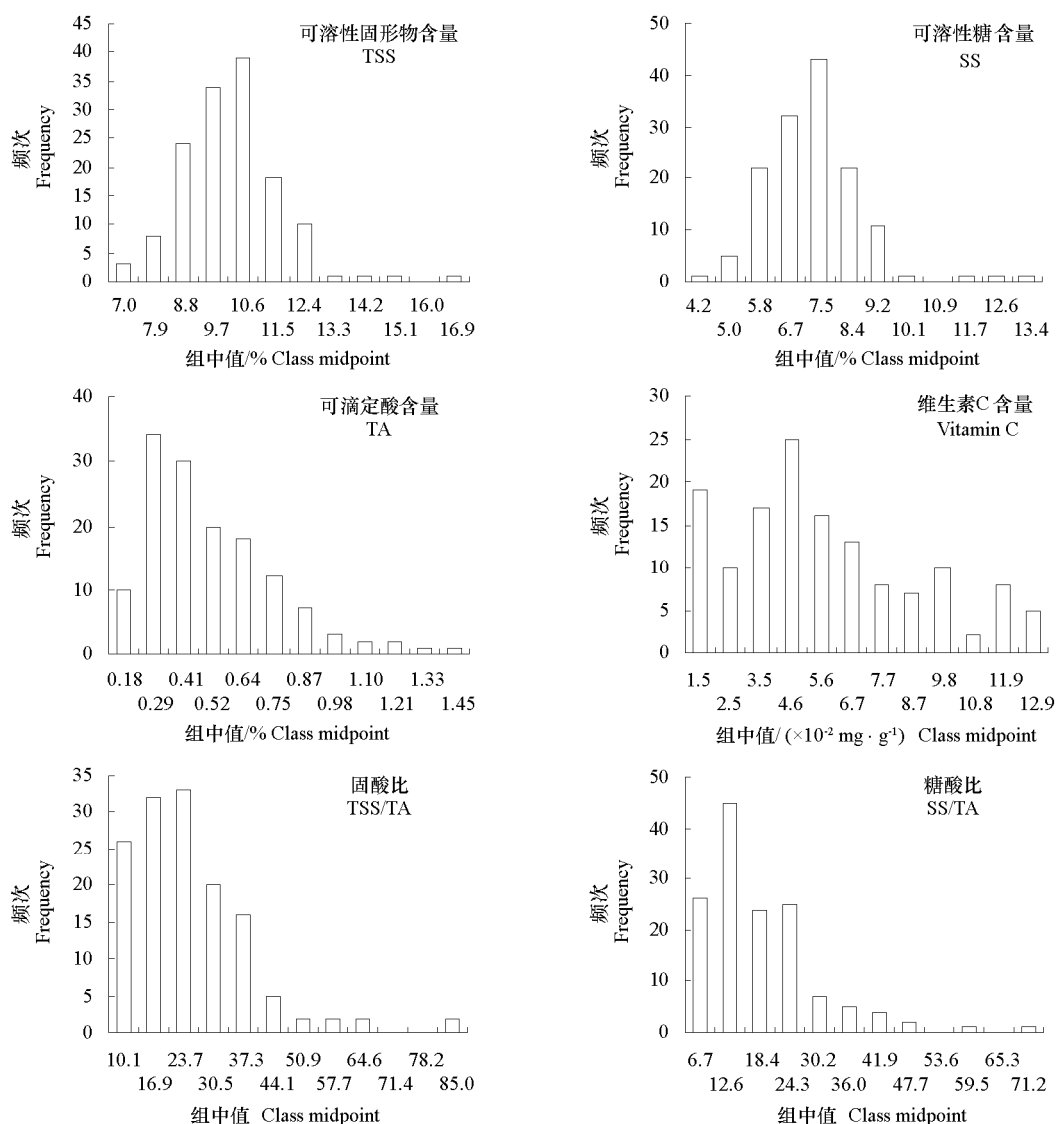 可溶性固形物含量
TSS
45
40
35
30
25
20
15
10
5
0
频次
Frequency
7.0 8.8 10.6 12.4 14.2 16.0
7.9 9.7 11.5 13.3 15.1 16.9
组中值/% Class midpoint
可溶性糖含量
SS
50
40
30
20
10
0
频次
Frequency
4.2 5.8 7.5 9.2 10.9 12.6
5.0 6.7 8.4 10.1 11.7 13.4
组中值/% Class midpoint
可滴定酸含量
TA
40
30
20
10
0
频次
Frequency
0.18 0.41 0.64 0.87 1.10 1.33
0.29 0.52 0.75 0.98 1.21 1.45
组中值/% Class midpoint
维生素C 含量
Vitamin C
30
25
20
15
10
5
0
频次
Frequency
1.5 3.5 5.6 7.7 9.8 11.9
2.5 4.6 6.7 8.7 10.8 12.9
组中值/ (×10⁻² mg · g⁻¹) Class midpoint
固酸比
TSS/TA
35
30
25
20
15
10
5
0
频次
Frequency
10.1 23.7 37.3 50.9 64.6 78.2
16.9 30.5 44.1 57.7 71.4 85.0
组中值 Class midpoint
糖酸比
SS/TA
50
40
30
20
10
0
频次
Frequency
6.7 18.4 30.2 41.9 53.6 65.3
12.6 24.3 36.0 47.7 59.5 71.2
组中值 Class midpoint